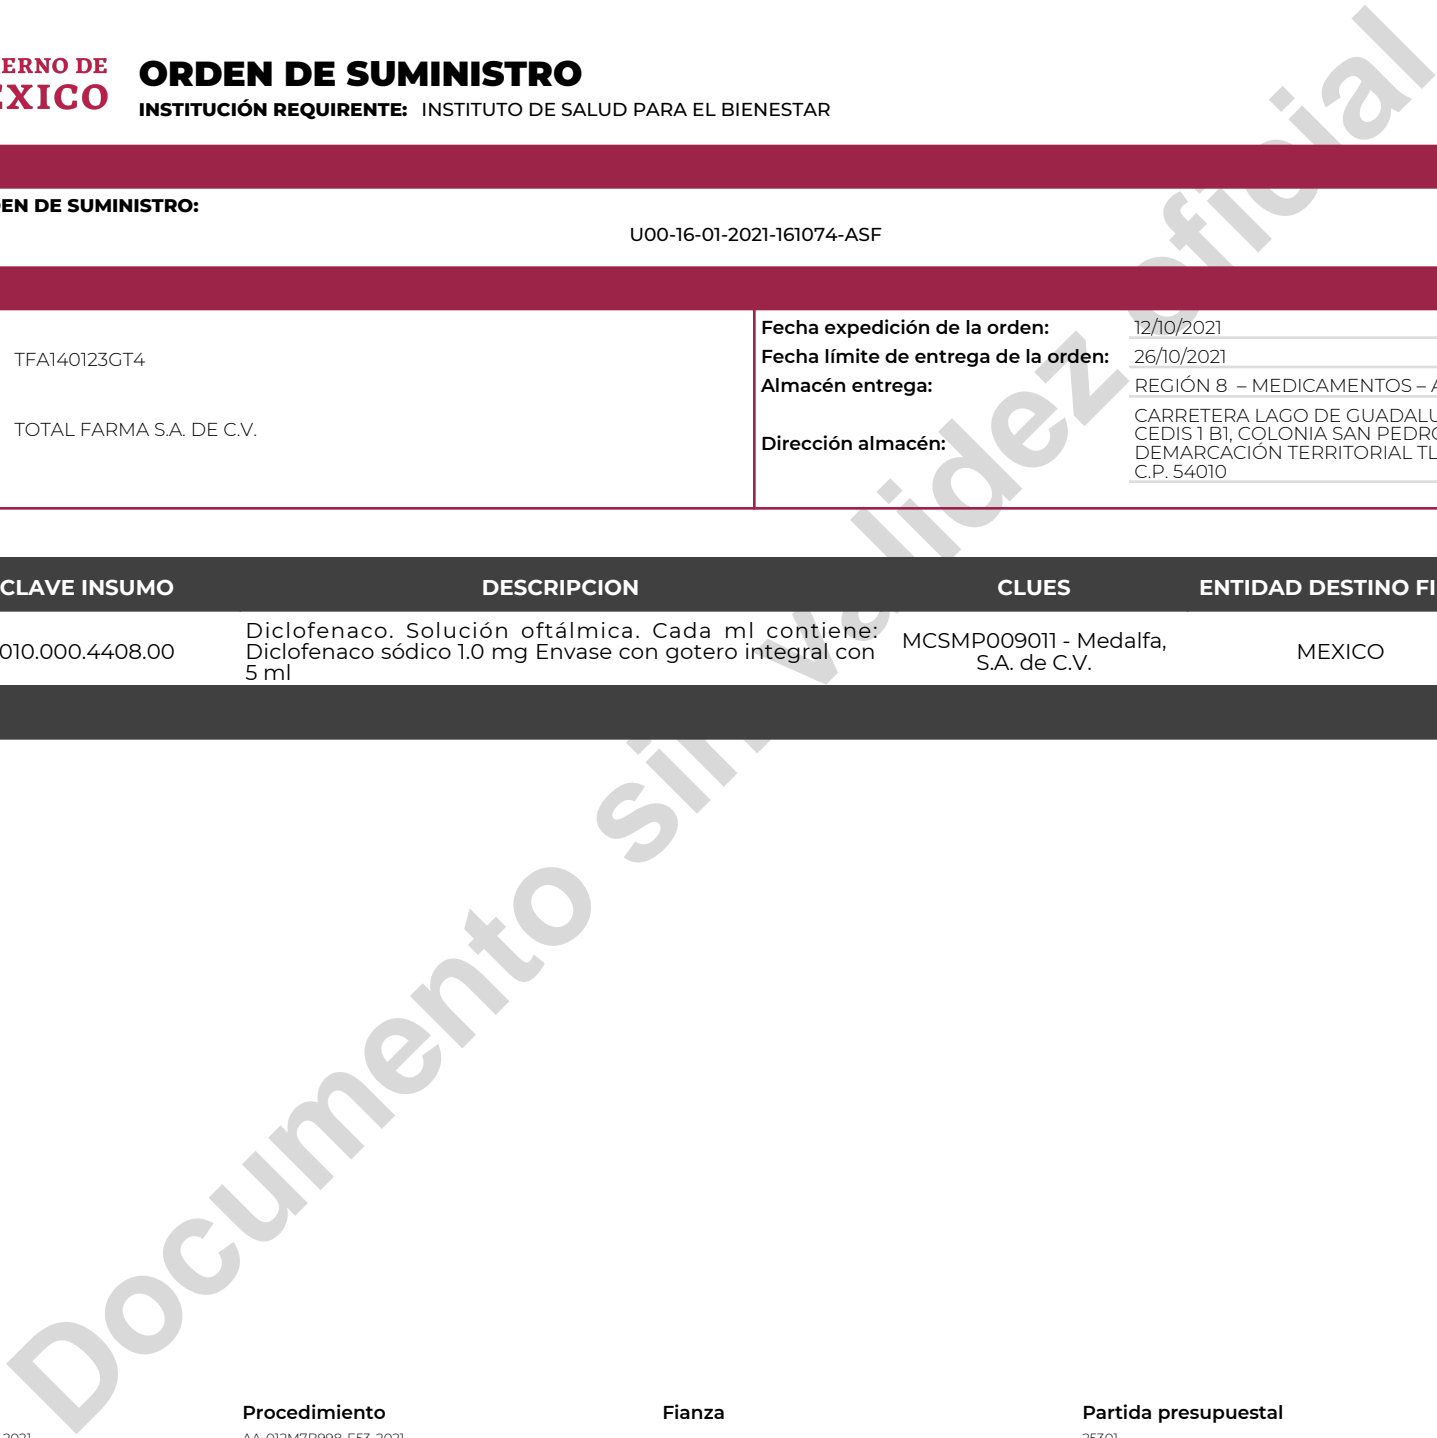 ERNO DE
EXICO
ORDEN DE SUMINISTRO
INSTITUCIÓN REQUIRENTE: INSTITUTO DE SALUD PARA EL BIENESTAR
EN DE SUMINISTRO:
U00-16-01-2021-161074-ASF
TFA140123GT4
TOTAL FARMA S.A. DE C.V.
Fecha expedición de la orden: 12/10/2021
Fecha límite de entrega de la orden: 26/10/2021
Almacén entrega: REGIÓN 8 – MEDICAMENTOS – A
Dirección almacén:
CARRETERA LAGO DE GUADALU
CEDIS 1 B1, COLONIA SAN PEDRO
DEMARCACIÓN TERRITORIAL TL
C.P. 54010
CLAVE INSUMO DESCRIPCION CLUES ENTIDAD DESTINO FI
010.000.4408.00
Diclofenaco. Solución oftálmica. Cada ml contiene:
Diclofenaco sódico 1.0 mg Envase con gotero integral con
5 ml
MCSMP009011 - Medalfa,
S.A. de C.V.
MEXICO
Documento sin validez oficial
Procedimiento Fianza Partida presupuestal